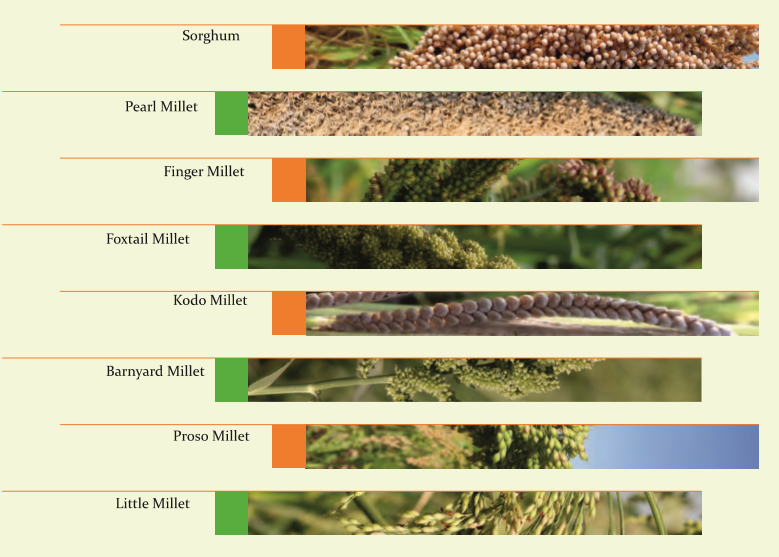 Sorghum
Pearl Millet
Finger Millet
Foxtail Millet
Kodo Millet
Barnyard Millet
Proso Millet
Little Millet